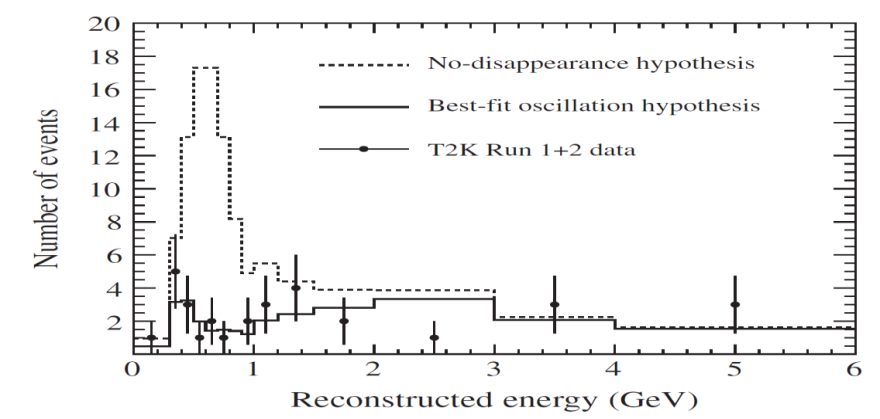 20
18
16
14
12
10
8
6
4
2
Number of events
No-disappearance hypothesis
Best-fit oscillation hypothesis
T2K Run 1+2 data
0 1 2 3 4 5 6
Reconstructed energy (GeV)